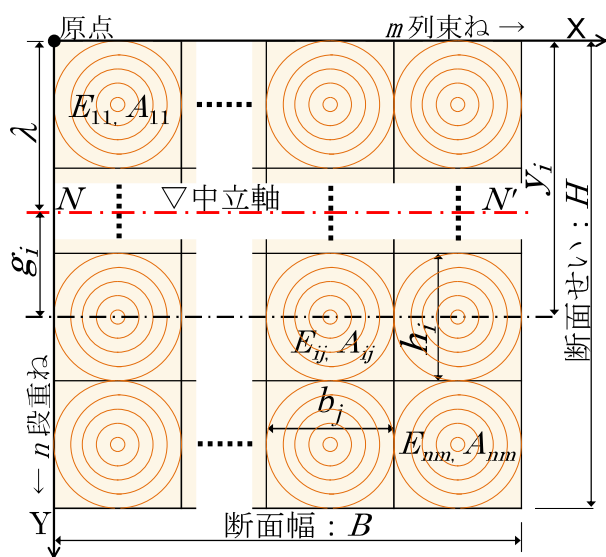 原点
m列束ね →
X
E11, A11
λ
N
▽中立軸
N′
yi
gi
断面せい：H
Eij, Aij
hi
bj
Enm, Anm
← n段重ね
Y
断面幅：B